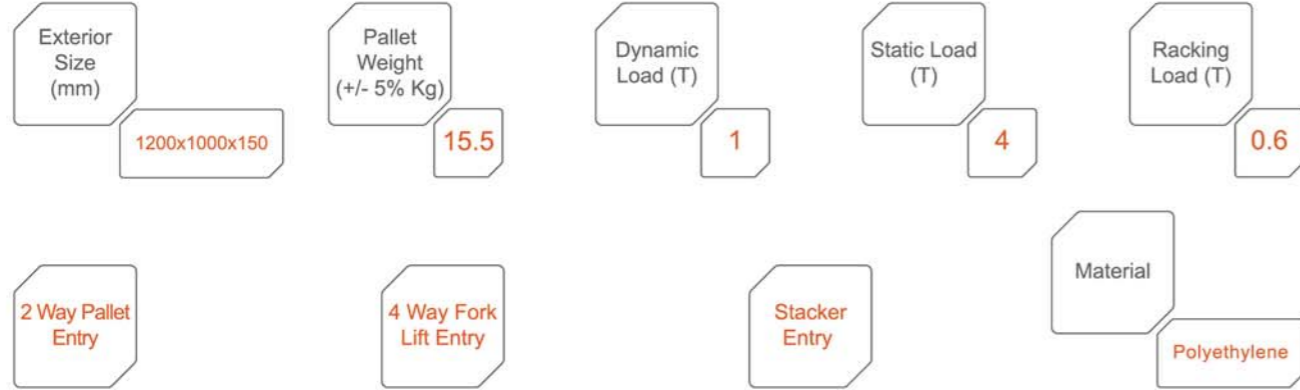 Exterior
Size
(mm)
1200x1000x150
Pallet
Weight
(+/- 5% Kg)
15.5
Dynamic
Load (T)
1
Static Load
(T)
4
Racking
Load (T)
0.6
2 Way Pallet
Entry
4 Way Fork
Lift Entry
Stacker
Entry
Material
Polyethylene